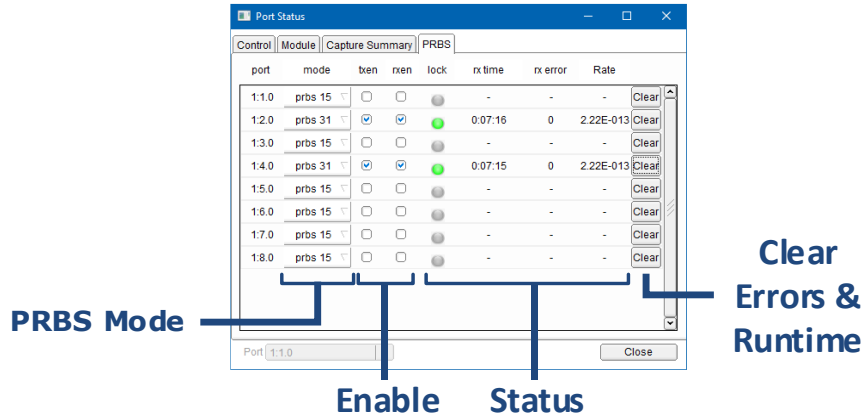 Port Status
Control Module Capture Summary PRBS
port mode txen rxen lock rx time rx error Rate
1:1.0 prbs 15 - - - Clear
1:2.0 prbs 31 0:07:16 0 2.22E-013 Clear
1:3.0 prbs 15 - - - Clear
1:4.0 prbs 31 0:07:15 0 2.22E-013 Clear
1:5.0 prbs 15 - - - Clear
1:6.0 prbs 15 - - - Clear
1:7.0 prbs 15 - - - Clear
1:8.0 prbs 15 - - - Clear
Clear
Errors &
Runtime
PRBS Mode
Port 1:1.0 Close
Enable Status